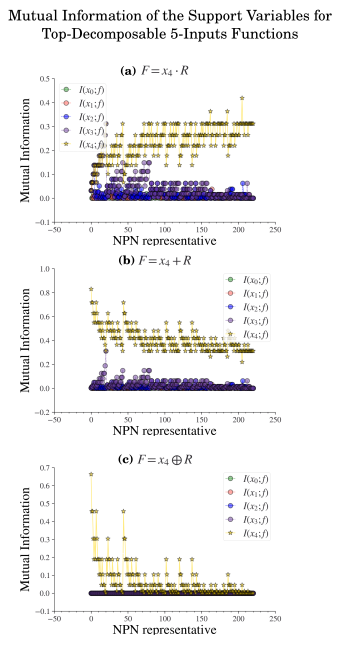 Mutual Information of the Support Variables for
Top-Decomposable 5-Inputs Functions
(a) F = x₄ · R
Mutual Information
0.5
0.4
0.3
0.2
0.1
0.0
−0.1
I(x₀; f)
I(x₁; f)
I(x₂; f)
I(x₃; f)
I(x₄; f)
−50 0 50 100 150 200 250
NPN representative
(b) F = x₄ + R
Mutual Information
1.0
0.8
0.6
0.4
0.2
0.0
−0.2
I(x₀; f)
I(x₁; f)
I(x₂; f)
I(x₃; f)
I(x₄; f)
−50 0 50 100 150 200 250
NPN representative
(c) F = x₄ ⊕ R
Mutual Information
0.7
0.6
0.5
0.4
0.3
0.2
0.1
0.0
−0.1
I(x₀; f)
I(x₁; f)
I(x₂; f)
I(x₃; f)
I(x₄; f)
−50 0 50 100 150 200 250
NPN representative